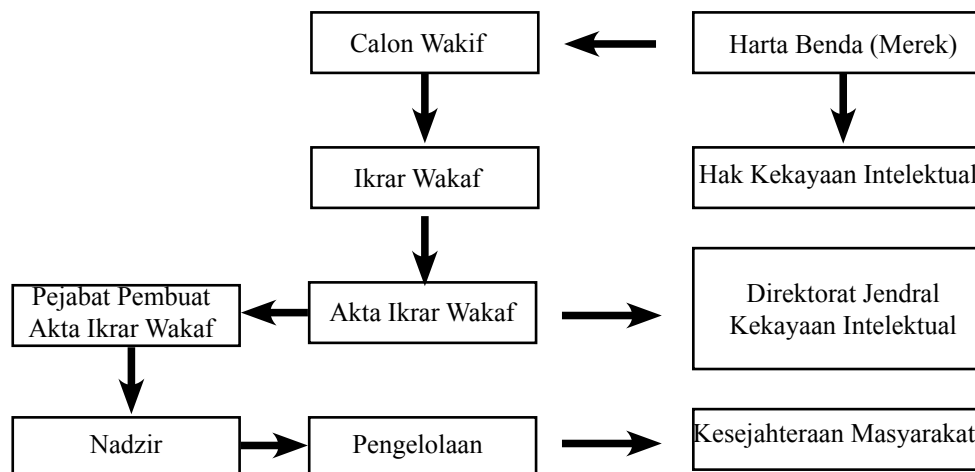 Calon Wakif
Harta Benda (Merek)
Ikrar Wakaf
Hak Kekayaan Intelektual
Pejabat Pembuat
Akta Ikrar Wakaf
Akta Ikrar Wakaf
Direktorat Jendral
Kekayaan Intelektual
Nadzir
Pengelolaan
Kesejahteraan Masyarakat